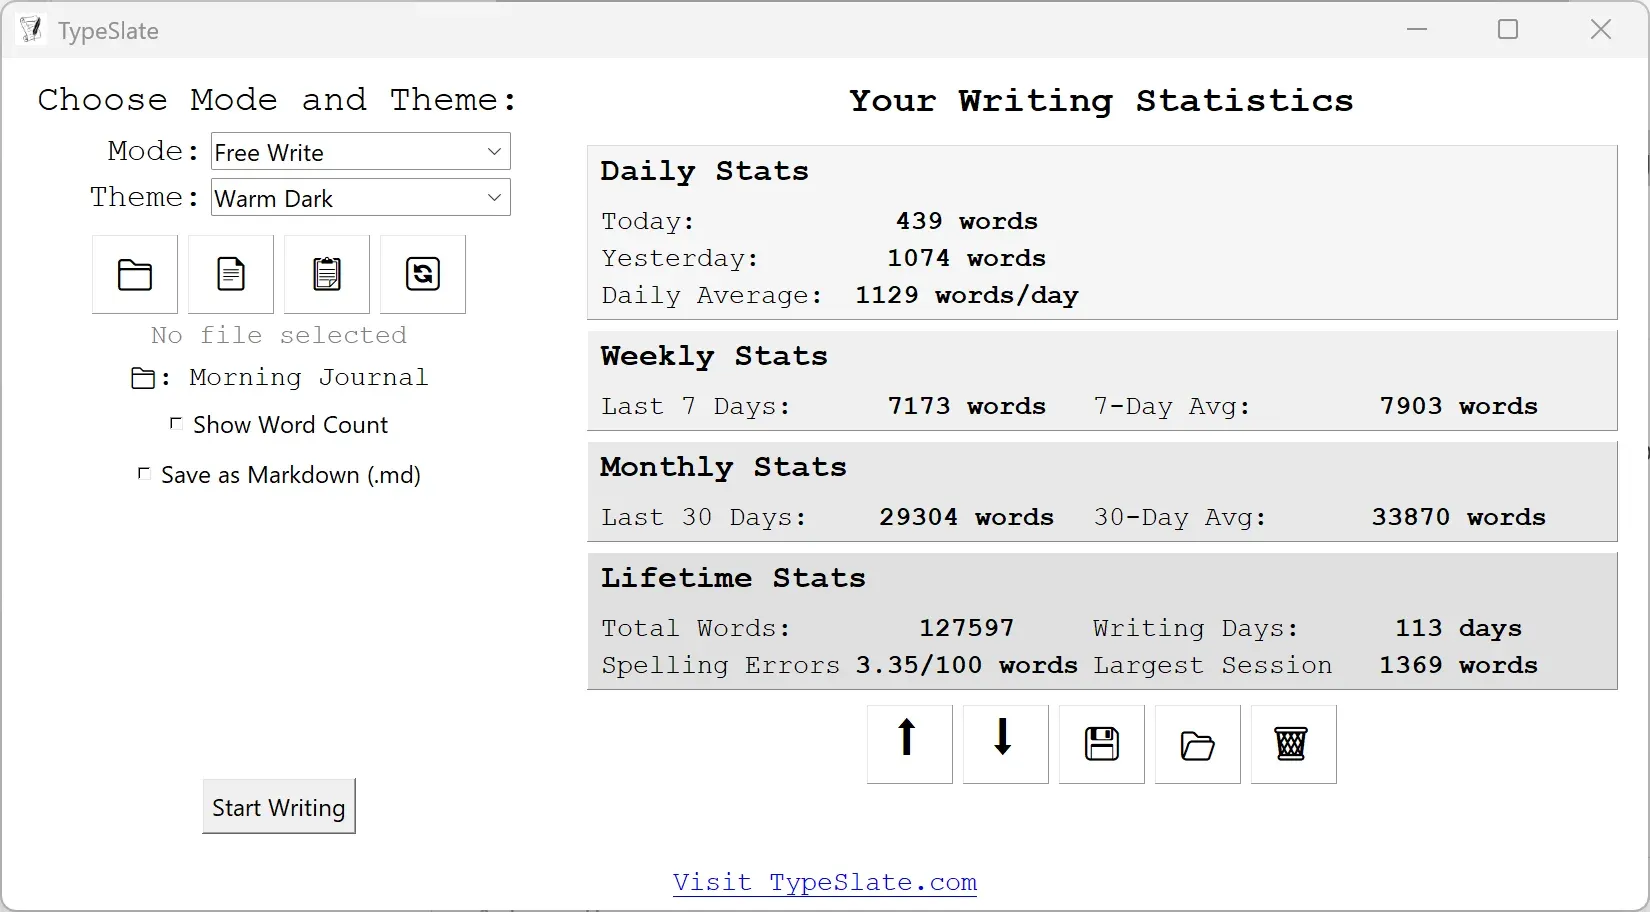 TypeSlate
Choose Mode and Theme:
Mode: Free Write
Theme: Warm Dark
No file selected
: Morning Journal
Show Word Count
Save as Markdown (.md)
Start Writing
Your Writing Statistics
Daily Stats
Today: 439 words
Yesterday: 1074 words
Daily Average: 1129 words/day
Weekly Stats
Last 7 Days: 7173 words 7-Day Avg: 7903 words
Monthly Stats
Last 30 Days: 29304 words 30-Day Avg: 33870 words
Lifetime Stats
Total Words: 127597 Writing Days: 113 days
Spelling Errors 3.35/100 words Largest Session 1369 words
Visit TypeSlate.com